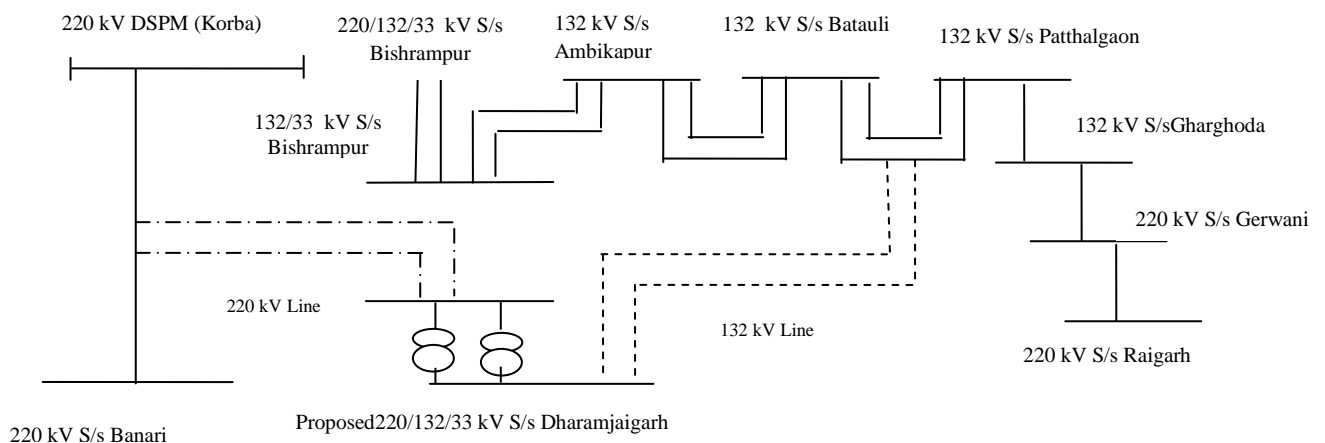 220 kV DSPM (Korba)
220/132/33 kV S/s
Bishrampur
132 kV S/s
Ambikapur
132 kV S/s Batauli
132 kV S/s Patthalgaon
132/33 kV S/s
Bishrampur
132 kV S/sGharghoda
220 kV S/s Gerwani
220 kV Line
132 kV Line
220 kV S/s Raigarh
220 kV S/s Banari
Proposed220/132/33 kV S/s Dharamjaigarh